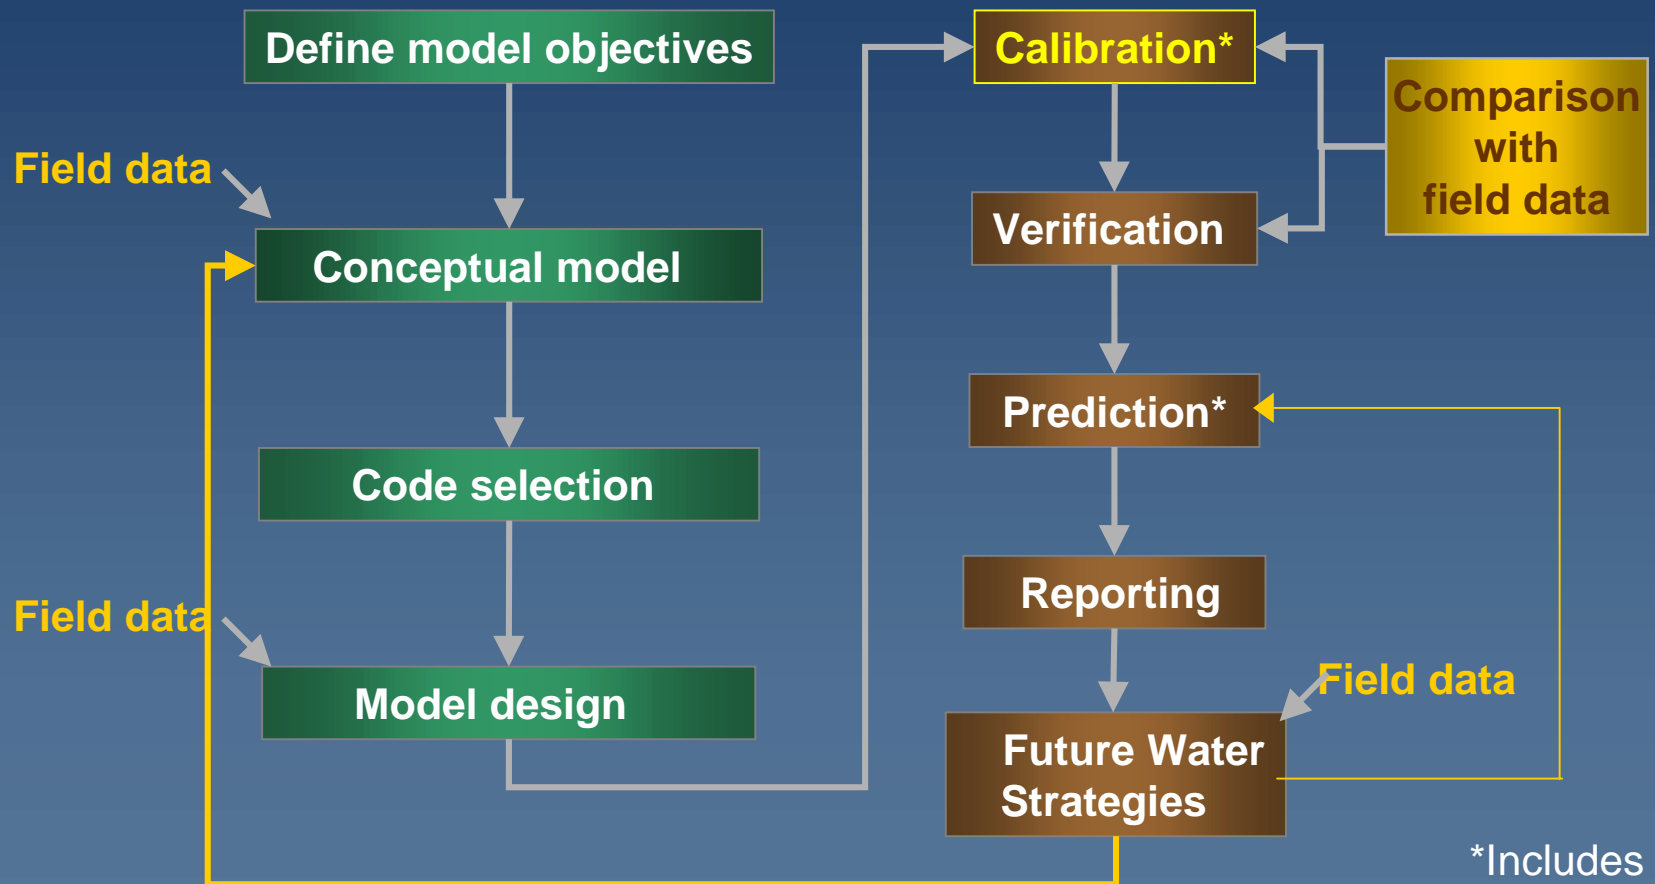 Define model objectives
Field data
Conceptual model
Code selection
Field data
Model design
Calibration*
Comparison
with
field data
Verification
Prediction*
Reporting
Field data
Future Water
Strategies
*Includes